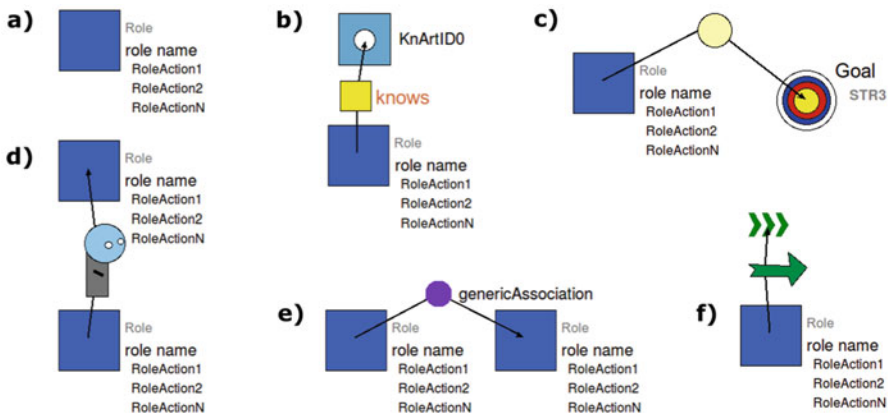 a)
Role
role name
RoleAction1
RoleAction2
RoleActionN
b)
KnArtID0
knows
Role
role name
RoleAction1
RoleAction2
RoleActionN
c)
Role
role name
RoleAction1
RoleAction2
RoleActionN
Goal
STR3
d)
Role
role name
RoleAction1
RoleAction2
RoleActionN
Role
role name
RoleAction1
RoleAction2
RoleActionN
e)
genericAssociation
Role
role name
RoleAction1
RoleAction2
RoleActionN
Role
role name
RoleAction1
RoleAction2
RoleActionN
f)
Role
role name
RoleAction1
RoleAction2
RoleActionN